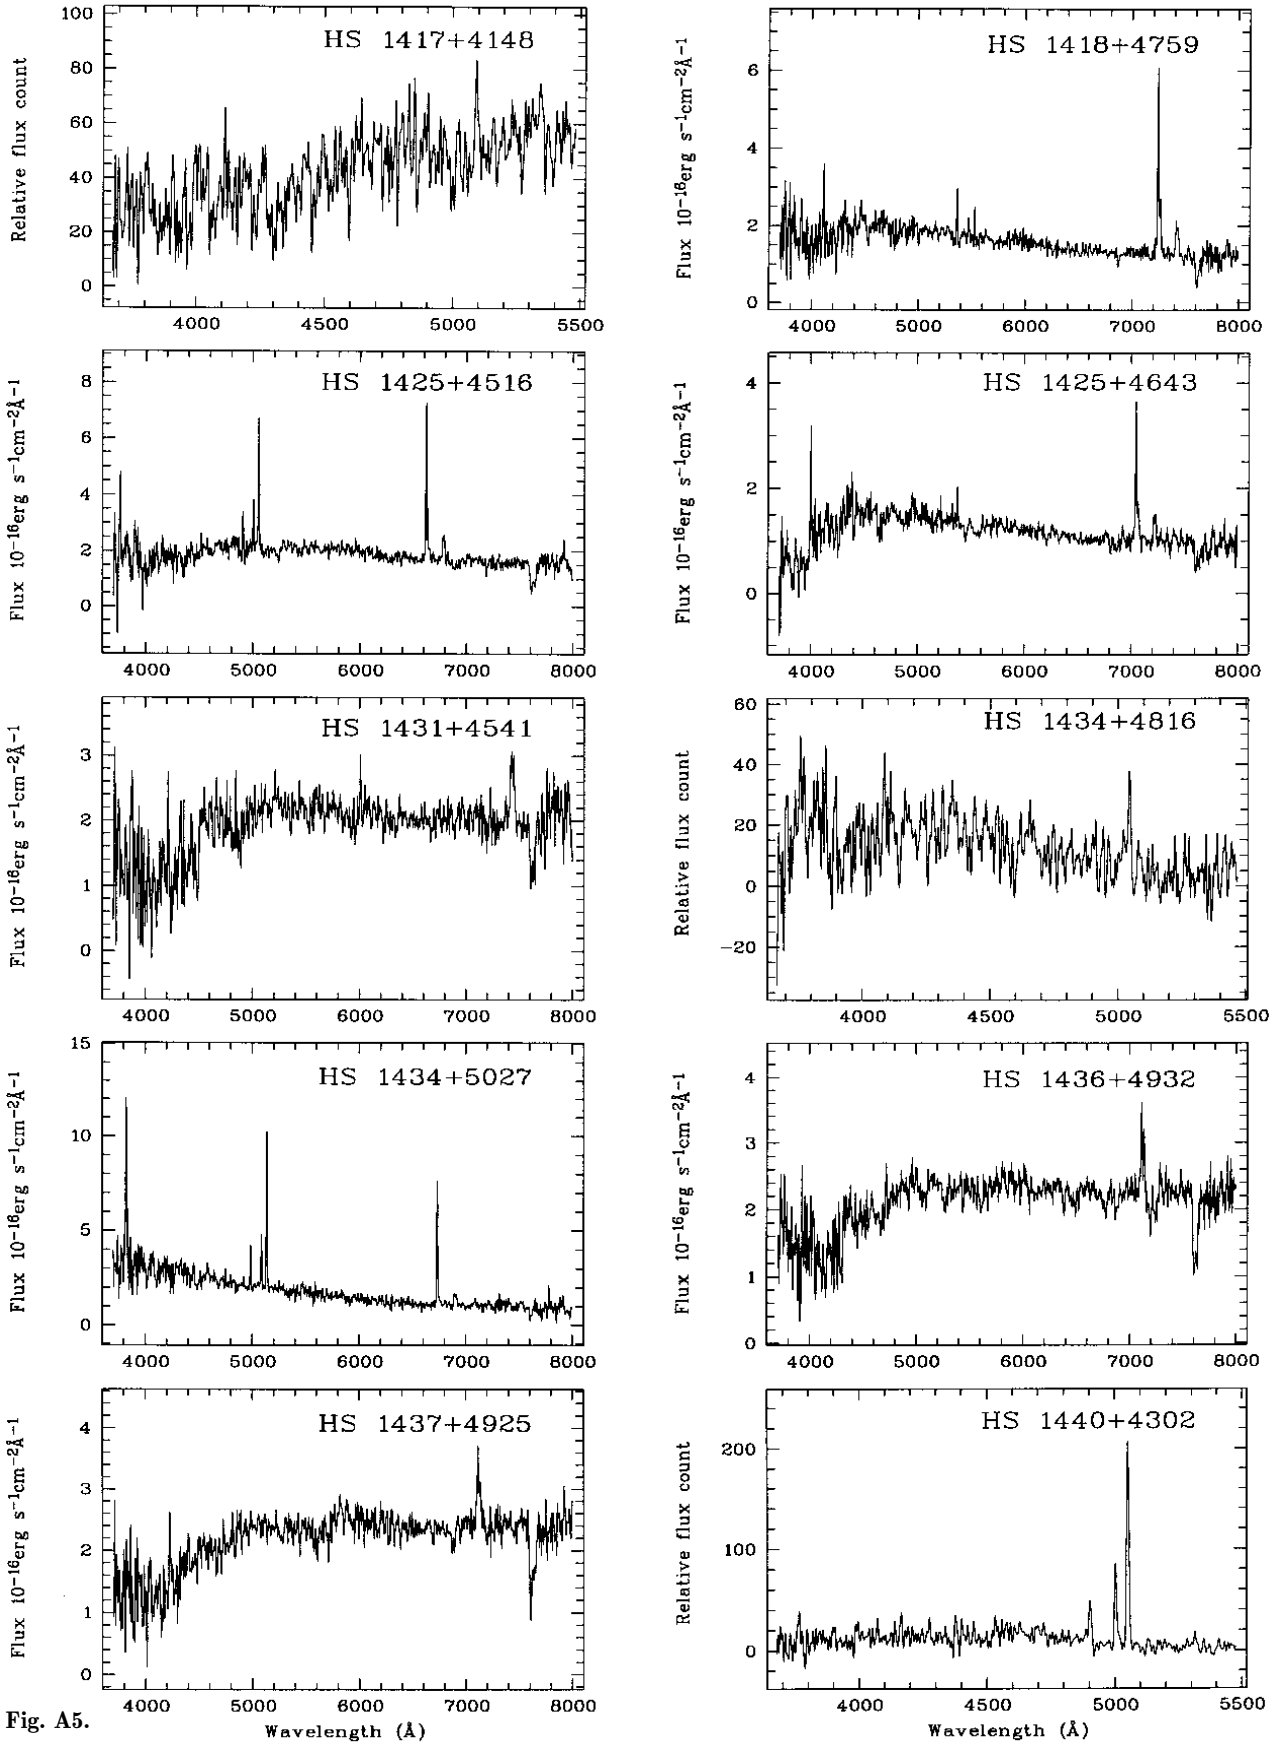 HS 1417+4148
Relative flux count
100
80
60
40
20
0
4000 4500 5000 5500
HS 1418+4759
Flux 10⁻¹⁶erg s⁻¹cm⁻²Å⁻¹
6
4
2
0
4000 5000 6000 7000 8000
HS 1425+4516
Flux 10⁻¹⁶erg s⁻¹cm⁻²Å⁻¹
8
6
4
2
0
4000 5000 6000 7000 8000
HS 1425+4643
Flux 10⁻¹⁶erg s⁻¹cm⁻²Å⁻¹
4
2
0
4000 5000 6000 7000 8000
HS 1431+4541
Flux 10⁻¹⁶erg s⁻¹cm⁻²Å⁻¹
3
2
1
0
4000 5000 6000 7000 8000
HS 1434+4816
Relative flux count
60
40
20
0
−20
4000 4500 5000 5500
HS 1434+5027
Flux 10⁻¹⁶erg s⁻¹cm⁻²Å⁻¹
15
10
5
0
4000 5000 6000 7000 8000
HS 1436+4932
Flux 10⁻¹⁶erg s⁻¹cm⁻²Å⁻¹
4
3
2
1
0
4000 5000 6000 7000 8000
HS 1437+4925
Flux 10⁻¹⁶erg s⁻¹cm⁻²Å⁻¹
4
3
2
1
0
4000 5000 6000 7000 8000
Wavelength (Å)
HS 1440+4302
Relative flux count
200
100
0
4000 4500 5000 5500
Wavelength (Å)
Fig. A5.